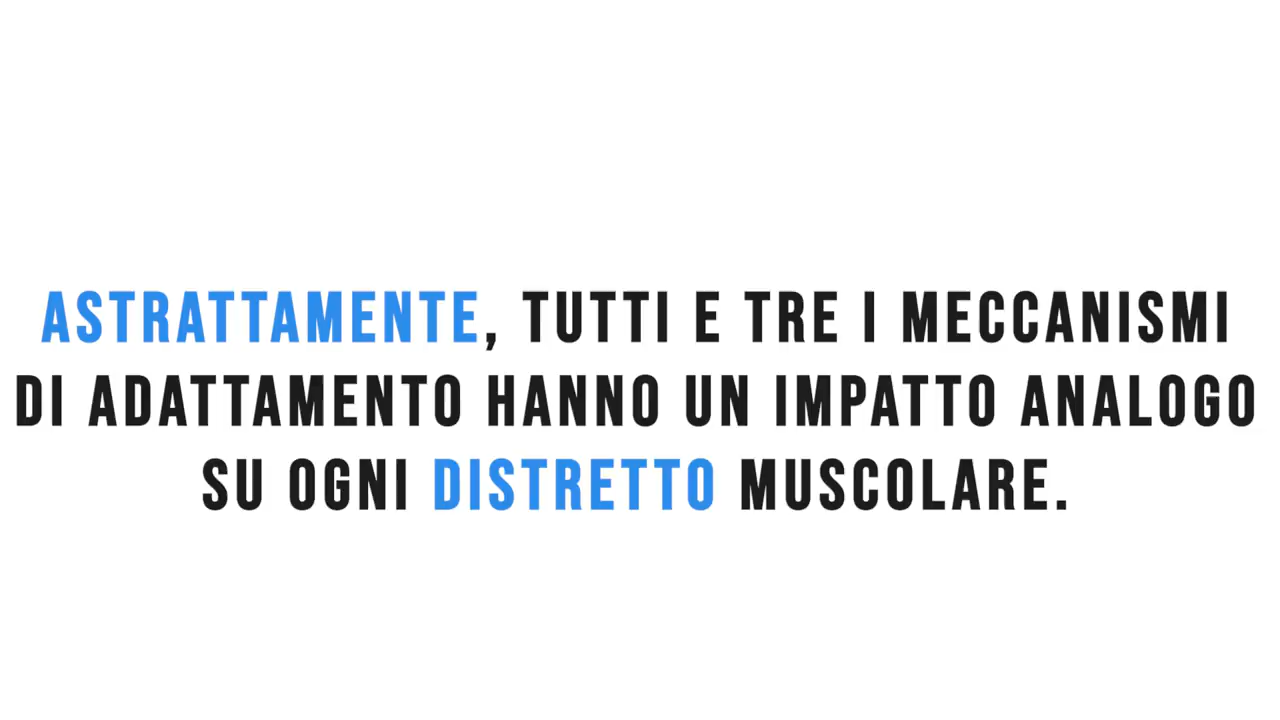 ASTRATTAMENTE, TUTTI E TRE I MECCANISMI
DI ADATTAMENTO HANNO UN IMPATTO ANALOGO
SU OGNI DISTRETTO MUSCOLARE.